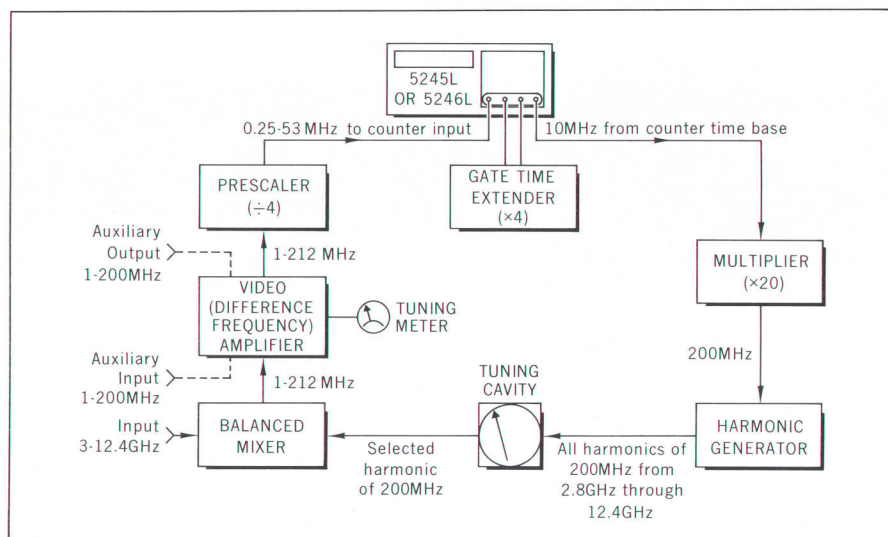 5245L
OR 5246L
0.25-53 MHz to counter input
10MHz from counter time base
PRESCALER
(÷4)
GATE TIME
EXTENDER
(×4)
Auxiliary
Output
1-200MHz
1-212 MHz
MULTIPLIER
(×20)
VIDEO
(DIFFERENCE
FREQUENCY)
AMPLIFIER
TUNING
METER
200MHz
Auxiliary
Input
1-200MHz
1-212 MHz
TUNING
CAVITY
Input
3-12.4GHz
BALANCED
MIXER
Selected
harmonic
of 200MHz
All harmonics of
200MHz from
2.8GHz through
12.4GHz
HARMONIC
GENERATOR